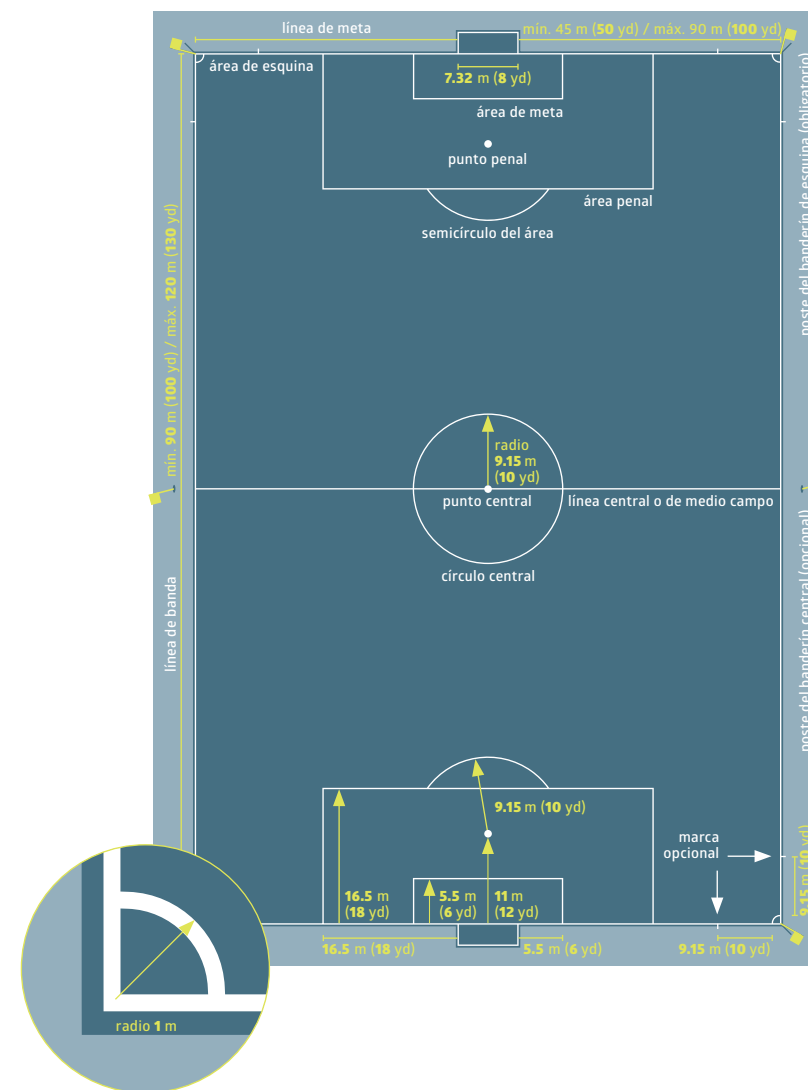 línea de meta
mín. 45 m (50 yd) / máx. 90 m (100 yd)
área de esquina
7.32 m (8 yd)
área de meta
punto penal
área penal
semicírculo del área
poste del banderín de esquina (obligatorio)
mín. 90 m (100 yd) / máx. 120 m (130 yd)
radio
9.15 m
(10 yd)
punto central
línea central o de medio campo
círculo central
línea de banda
poste del banderín central (opcional)
9.15 m (10 yd)
marca
opcional
16.5 m
(18 yd)
5.5 m
(6 yd)
11 m
(12 yd)
9.15 m (10 yd)
16.5 m (18 yd)
5.5 m (6 yd)
9.15 m (10 yd)
radio 1 m